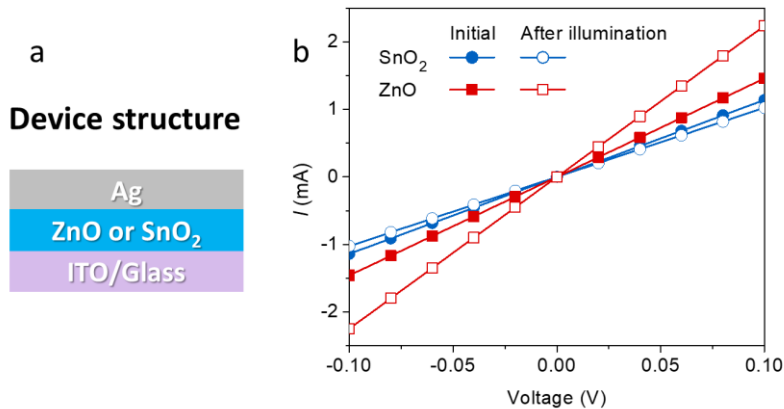 a
Device structure
Ag
ZnO or SnO₂
ITO/Glass
b
Initial After illumination
SnO₂
ZnO
2
1
0
-1
-2
I (mA)
-0.10 -0.05 0.00 0.05 0.10
Voltage (V)